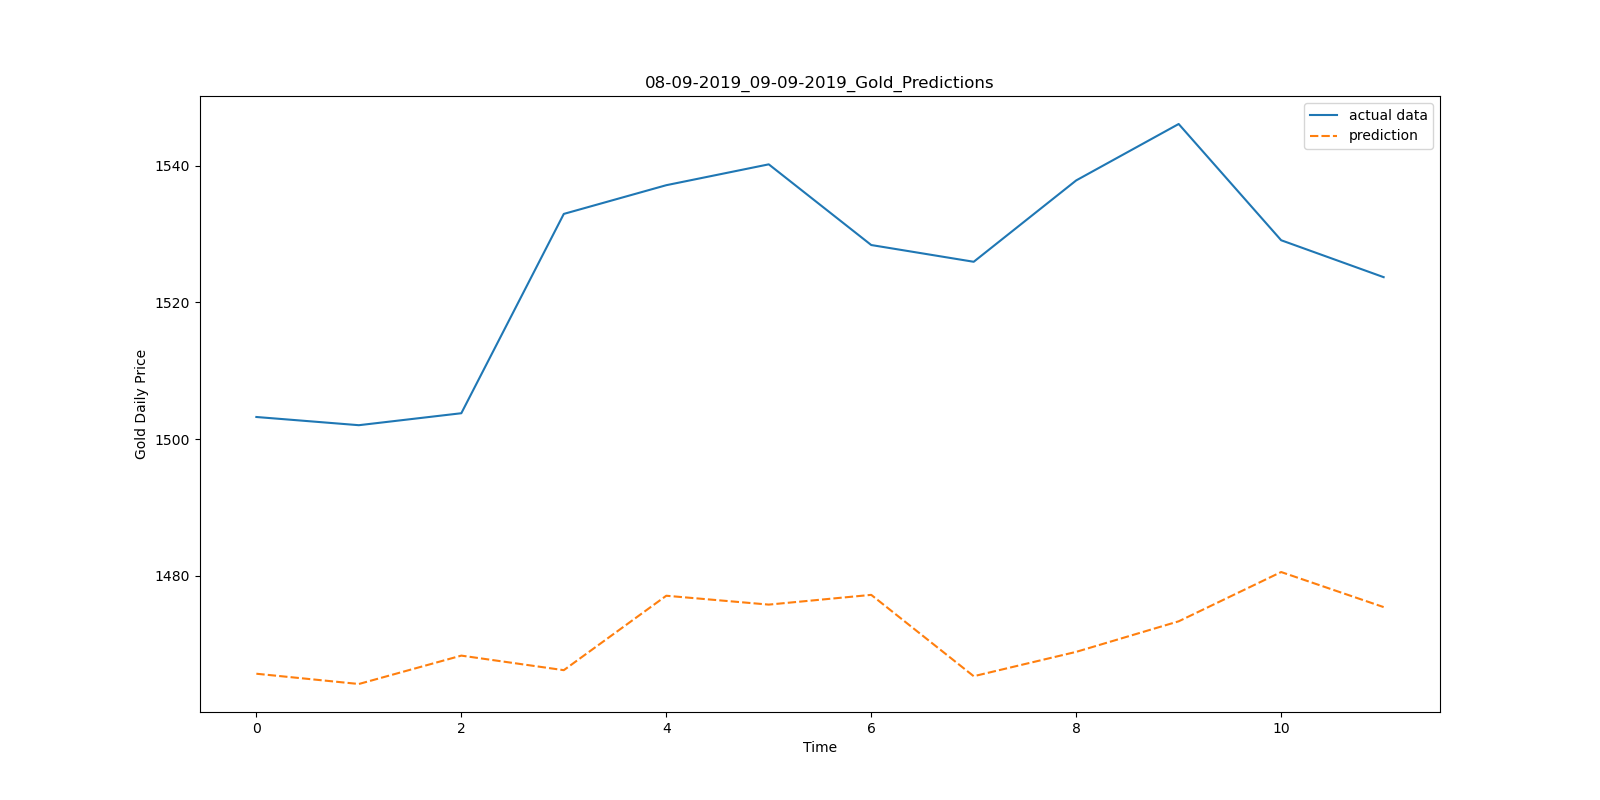 08-09-2019_09-09-2019_Gold_Predictions
actual data
prediction
1540
1520
1500
1480
Gold Daily Price
0 2 4 6 8 10
Time